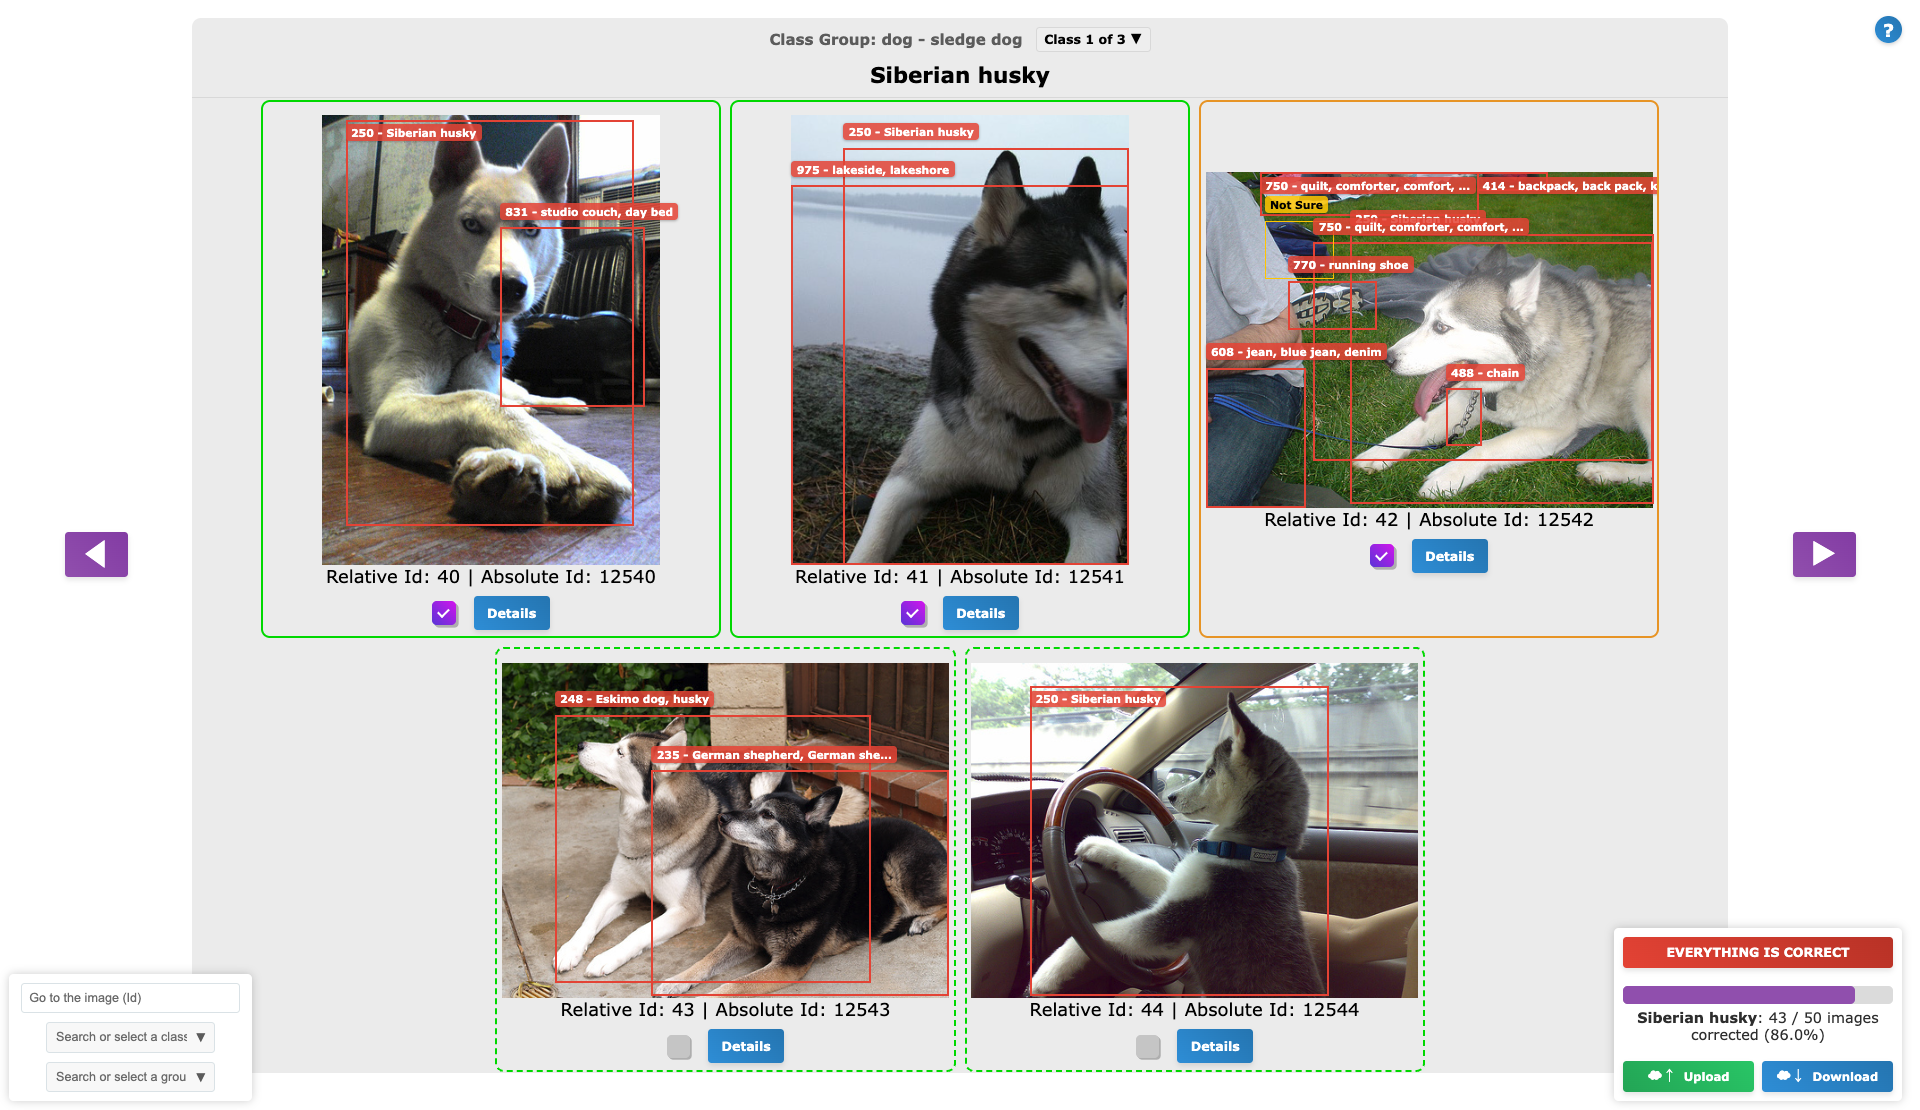 Class Group: dog - sledge dog Class 1 of 3 ▼
?
Siberian husky
250 - Siberian husky
831 - studio couch, day bed
Relative Id: 40 | Absolute Id: 12540
Details
250 - Siberian husky
975 - lakeside, lakeshore
Relative Id: 41 | Absolute Id: 12541
Details
750 - quilt, comforter, comfort, ...
414 - backpack, back pack, k
Not Sure
250 - Siberian husky
750 - quilt, comforter, comfort, ...
770 - running shoe
608 - jean, blue jean, denim
488 - chain
Relative Id: 42 | Absolute Id: 12542
Details
248 - Eskimo dog, husky
235 - German shepherd, German she...
Relative Id: 43 | Absolute Id: 12543
Details
250 - Siberian husky
Relative Id: 44 | Absolute Id: 12544
Details
Go to the image (Id)
Search or select a class ▼
Search or select a grou ▼
EVERYTHING IS CORRECT
Siberian husky: 43 / 50 images
corrected (86.0%)
Upload
Download